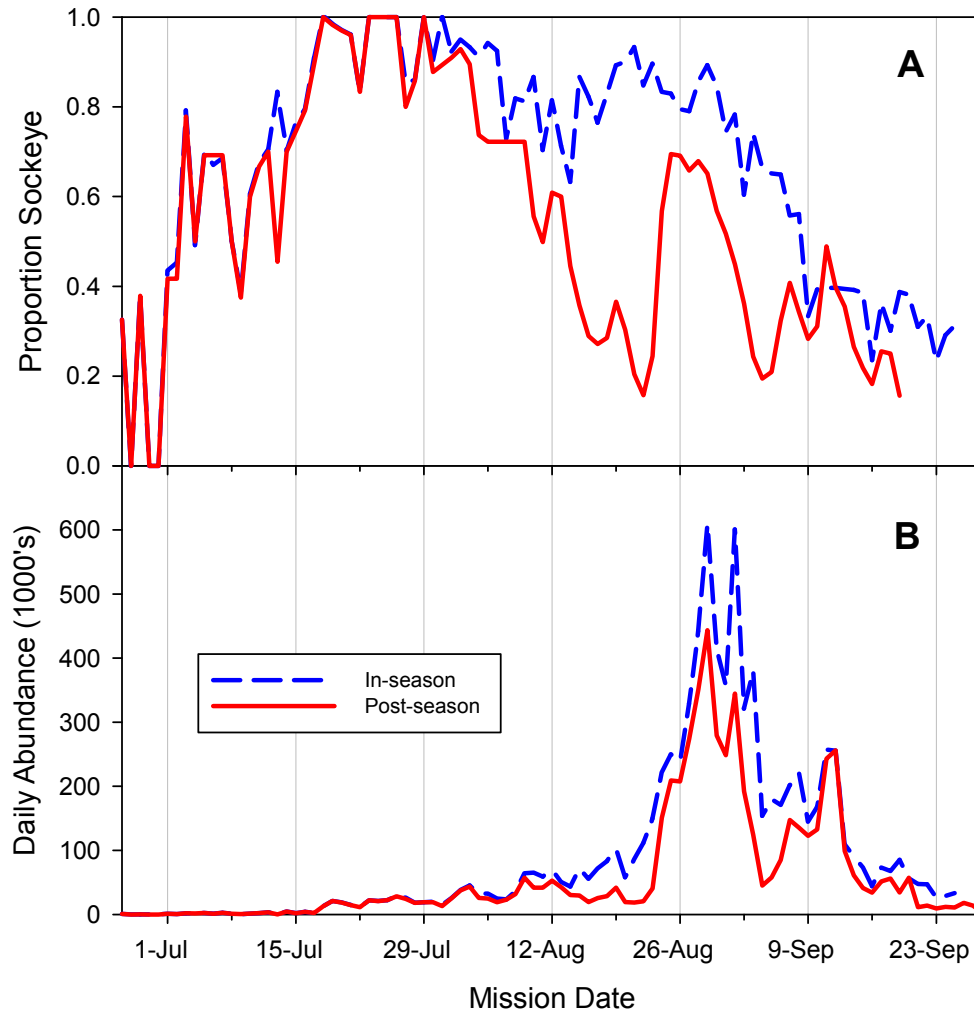 1.0
0.8
0.6
0.4
0.2
0.0
Proportion Sockeye
A
600
500
400
300
200
100
0
Daily Abundance (1000's)
B
In-season
Post-season
1-Jul 15-Jul 29-Jul 12-Aug 26-Aug 9-Sep 23-Sep
Mission Date